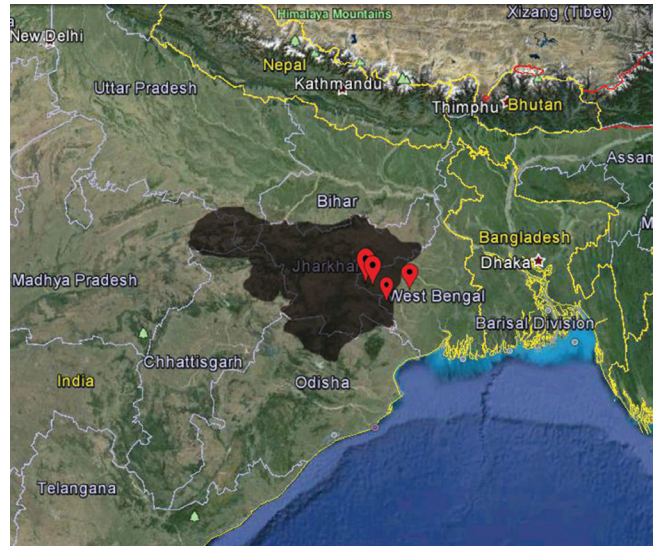 Himalaya Mountains
Xizang (Tibet)
New Delhi
Nepal
Uttar Pradesh
Kathmandu
Thimphu
Bhutan
Assam
Bihar
Bangladesh
Jharkhan
Dhaka
Madhya Pradesh
West Bengal
Barisal Division
Chhattisgarh
India
Odisha
Telangana